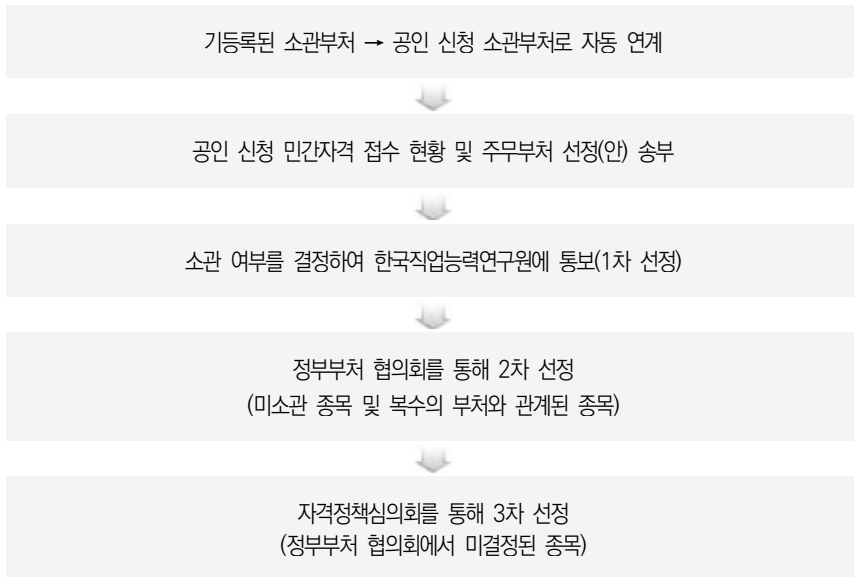 기등록된 소관부처 → 공인 신청 소관부처로 자동 연계
공인 신청 민간자격 접수 현황 및 주무부처 선정(안) 송부
소관 여부를 결정하여 한국직업능력연구원에 통보(1차 선정)
정부부처 협의회를 통해 2차 선정
(미소관 종목 및 복수의 부처와 관계된 종목)
자격정책심의회를 통해 3차 선정
(정부부처 협의회에서 미결정된 종목)